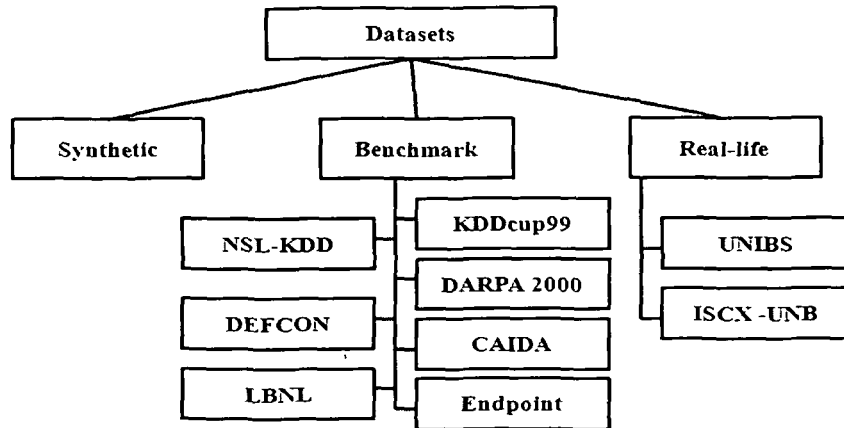 Datasets
Synthetic
Benchmark
Real-life
KDDcup99
NSL-KDD
UNIBS
DARPA 2000
ISCX -UNB
DEFCON
CAIDA
LBNL
Endpoint